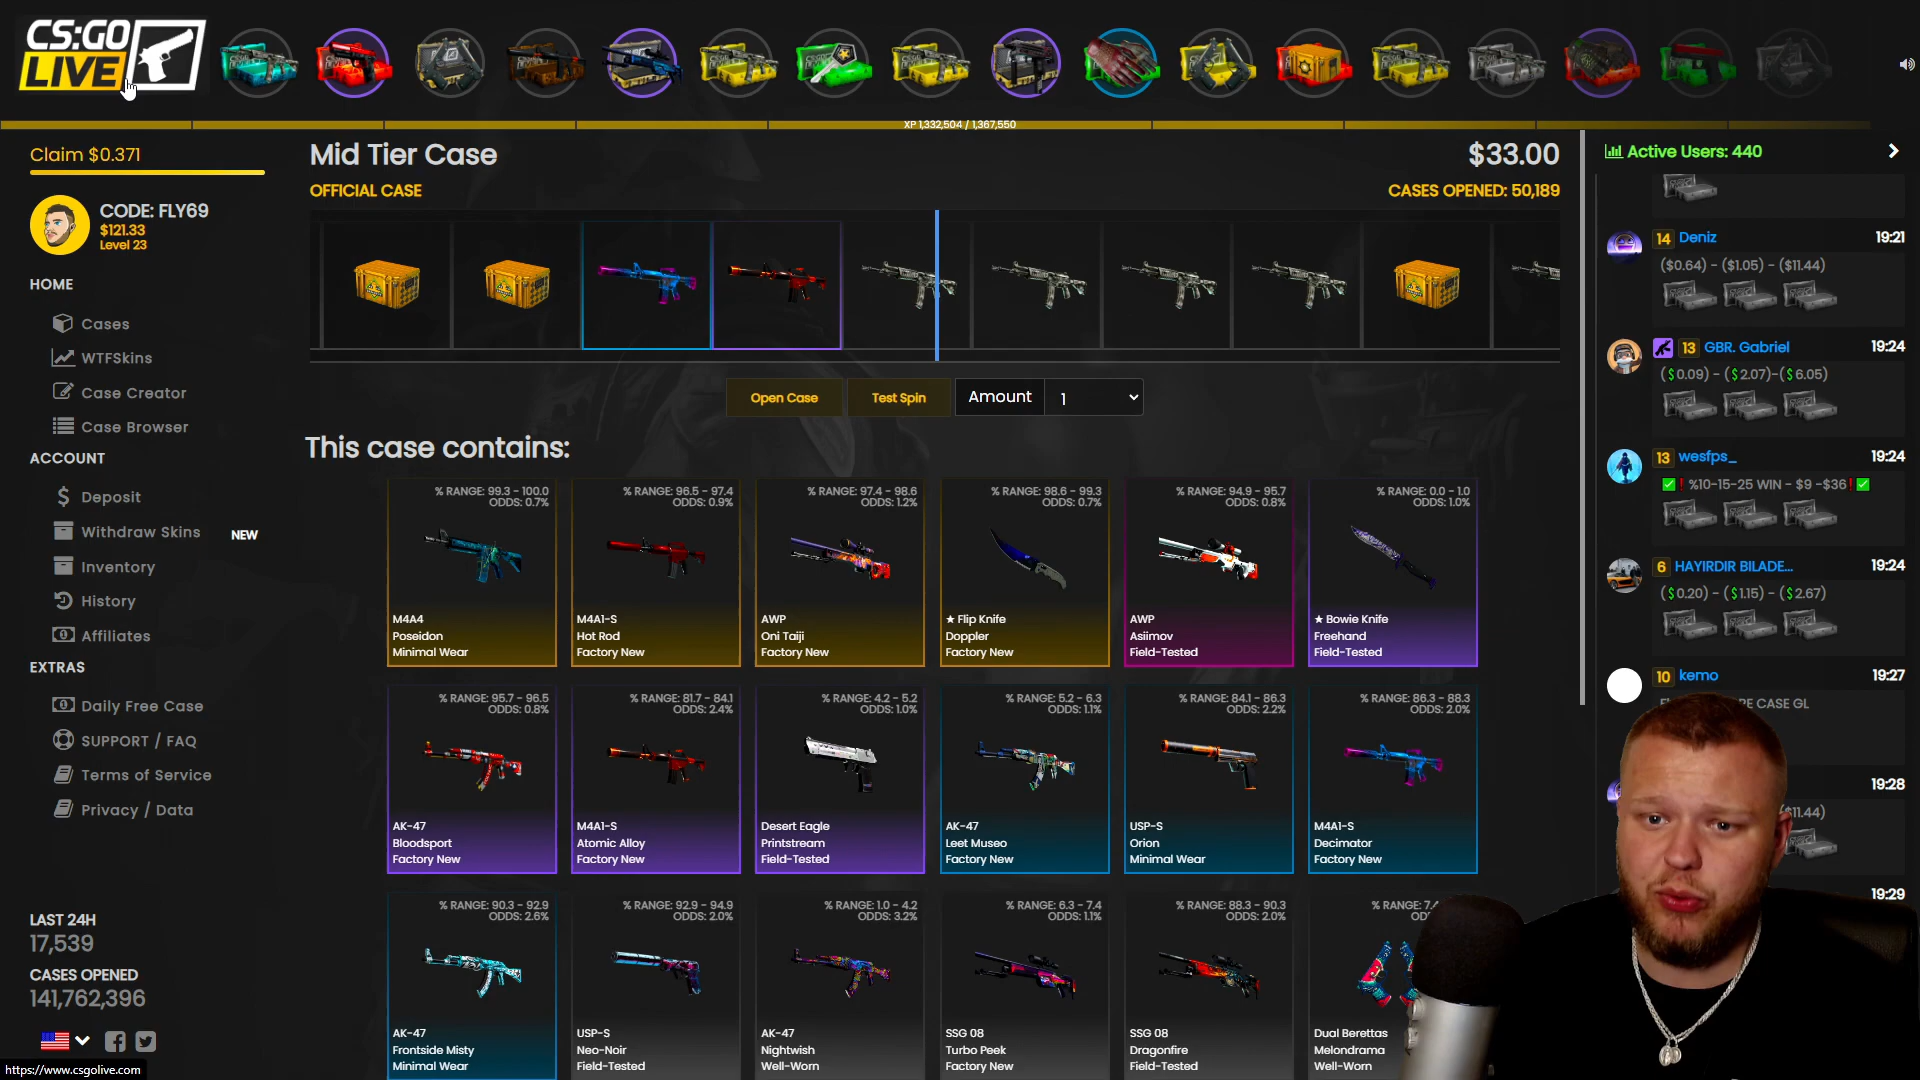 CS:GO
LIVE
XP 1,332,504 / 1,367,550
Claim $0.371
CODE: FLY69
$121.33
Level 23
HOME
Cases
WTFSkins
Case Creator
Case Browser
ACCOUNT
Deposit
Withdraw Skins NEW
Inventory
History
Affiliates
EXTRAS
Daily Free Case
SUPPORT / FAQ
Terms of Service
Privacy / Data
LAST 24H
17,539
CASES OPENED
141,762,396
https://www.csgolive.com
Mid Tier Case
$33.00
OFFICIAL CASE
CASES OPENED: 50,189
Open Case
Test Spin
Amount 1
This case contains:
% RANGE: 99.3 - 100.0
ODDS: 0.7%
M4A4
Poseidon
Minimal Wear
% RANGE: 96.5 - 97.4
ODDS: 0.9%
M4A1-S
Hot Rod
Factory New
% RANGE: 97.4 - 98.6
ODDS: 1.2%
AWP
Oni Taiji
Factory New
% RANGE: 98.6 - 99.3
ODDS: 0.7%
★ Flip Knife
Doppler
Factory New
% RANGE: 94.9 - 95.7
ODDS: 0.8%
AWP
Asiimov
Field-Tested
% RANGE: 0.0 - 1.0
ODDS: 1.0%
★ Bowie Knife
Freehand
Field-Tested
% RANGE: 95.7 - 96.5
ODDS: 0.8%
AK-47
Bloodsport
Factory New
% RANGE: 81.7 - 84.1
ODDS: 2.4%
M4A1-S
Atomic Alloy
Factory New
% RANGE: 4.2 - 5.2
ODDS: 1.0%
Desert Eagle
Printstream
Field-Tested
% RANGE: 5.2 - 6.3
ODDS: 1.1%
AK-47
Leet Museo
Factory New
% RANGE: 84.1 - 86.3
ODDS: 2.2%
USP-S
Orion
Minimal Wear
% RANGE: 86.3 - 88.3
ODDS: 2.0%
M4A1-S
Decimator
Factory New
% RANGE: 90.3 - 92.9
ODDS: 2.6%
AK-47
Frontside Misty
Minimal Wear
% RANGE: 92.9 - 94.9
ODDS: 2.0%
USP-S
Neo-Noir
Field-Tested
% RANGE: 1.0 - 4.2
ODDS: 3.2%
AK-47
Nightwish
Well-Worn
% RANGE: 6.3 - 7.4
ODDS: 1.1%
SSG 08
Turbo Peek
Factory New
% RANGE: 88.3 - 90.3
ODDS: 2.0%
SSG 08
Dragonfire
Field-Tested
% RANGE: 7.4
Dual Berettas
Melondrama
Well-Worn
Active Users: 440
14 Deniz 19:21
($0.64) - ($1.05) - ($11.44)
13 GBR. Gabriel 19:24
($0.09) - ($2.07)-($6.05)
13 wesfps_ 19:24
✅❗%10-15-25 WIN - $9 -$36❗✅
6 HAYIRDIR BILADE... 19:24
($0.20) - ($1.15) - ($2.67)
10 kemo 19:27
RE CASE GL
19:28
$11.44)
19:29